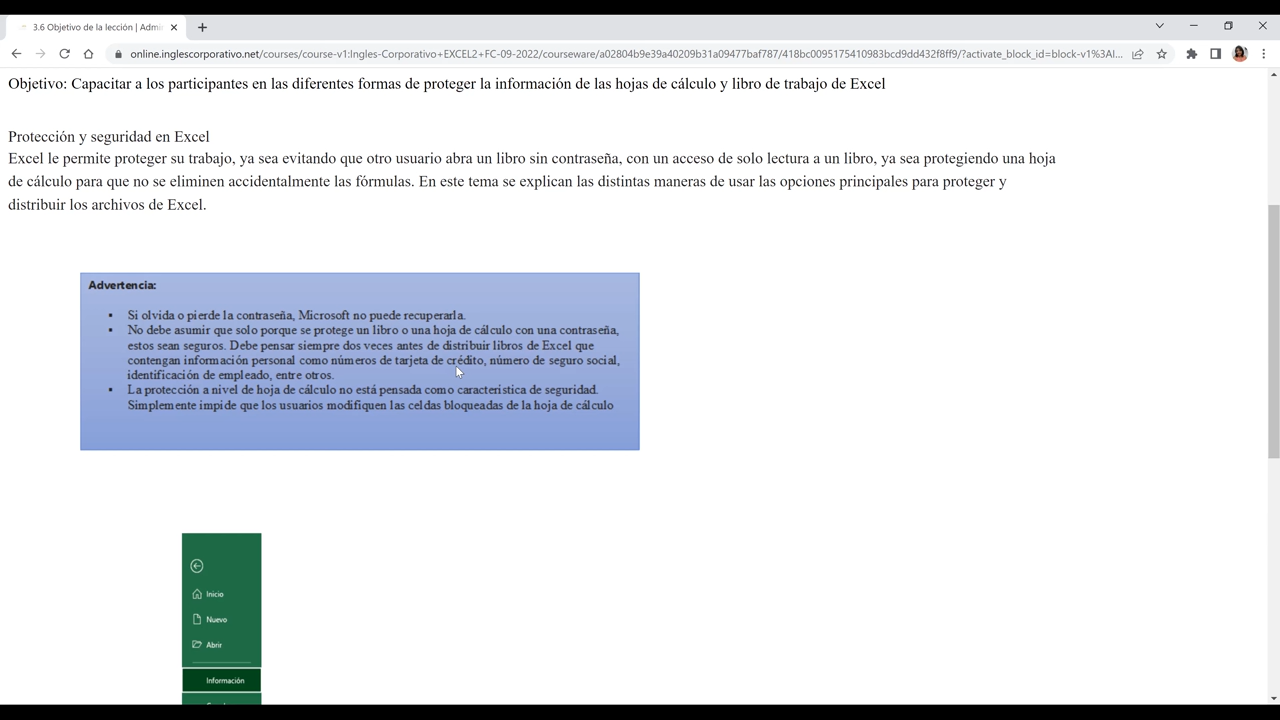 3.6 Objetivo de la lección | Admi
online.inglescorporativo.net/courses/course-v1:Ingles-Corporativo+EXCEL2+FC-09-2022/courseware/a02804b9e39a40209b31a09477baf787/418bc0095175410983bcd9dd432f8ff9/?activate_block_id=block-v1%3AI...
Objetivo: Capacitar a los participantes en las diferentes formas de proteger la información de las hojas de cálculo y libro de trabajo de Excel
Protección y seguridad en Excel
Excel le permite proteger su trabajo, ya sea evitando que otro usuario abra un libro sin contraseña, con un acceso de solo lectura a un libro, ya sea protegiendo una hoja
de cálculo para que no se eliminen accidentalmente las fórmulas. En este tema se explican las distintas maneras de usar las opciones principales para proteger y
distribuir los archivos de Excel.
Advertencia:
▪ Si olvida o pierde la contraseña, Microsoft no puede recuperarla.
▪ No debe asumir que solo porque se protege un libro o una hoja de cálculo con una contraseña,
estos sean seguros. Debe pensar siempre dos veces antes de distribuir libros de Excel que
contengan información personal como números de tarjeta de crédito, número de seguro social,
identificación de empleado, entre otros.
▪ La protección a nivel de hoja de cálculo no está pensada como caracteristica de seguridad.
Simplemente impide que los usuarios modifiquen las celdas bloqueadas de la hoja de cálculo
Inicio
Nuevo
Abrir
Información